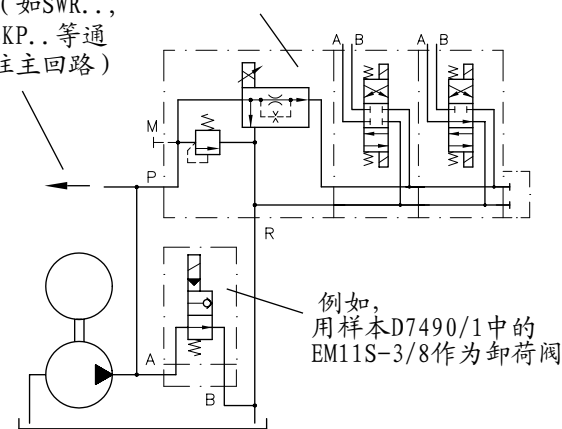 (如SWR..,
KP..等通
主主回路)
A B A B
M
P
R
A
B
例如,
用样本D7490/1中的
EM11S-3/8作为卸荷阀